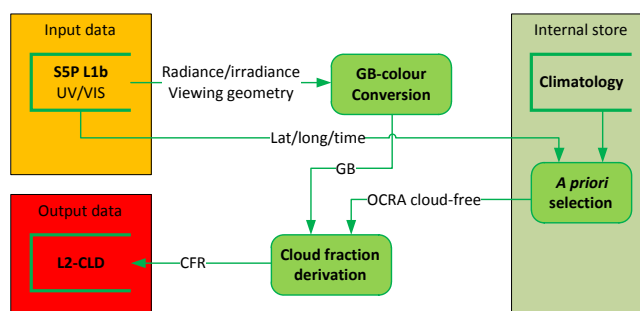 Input data
Internal store
S5P L1b
UV/VIS
Radiance/irradiance
Viewing geometry
GB-colour
Conversion
Climatology
Lat/long/time
GB
A priori
selection
OCRA cloud-free
Output data
L2-CLD
CFR
Cloud fraction
derivation